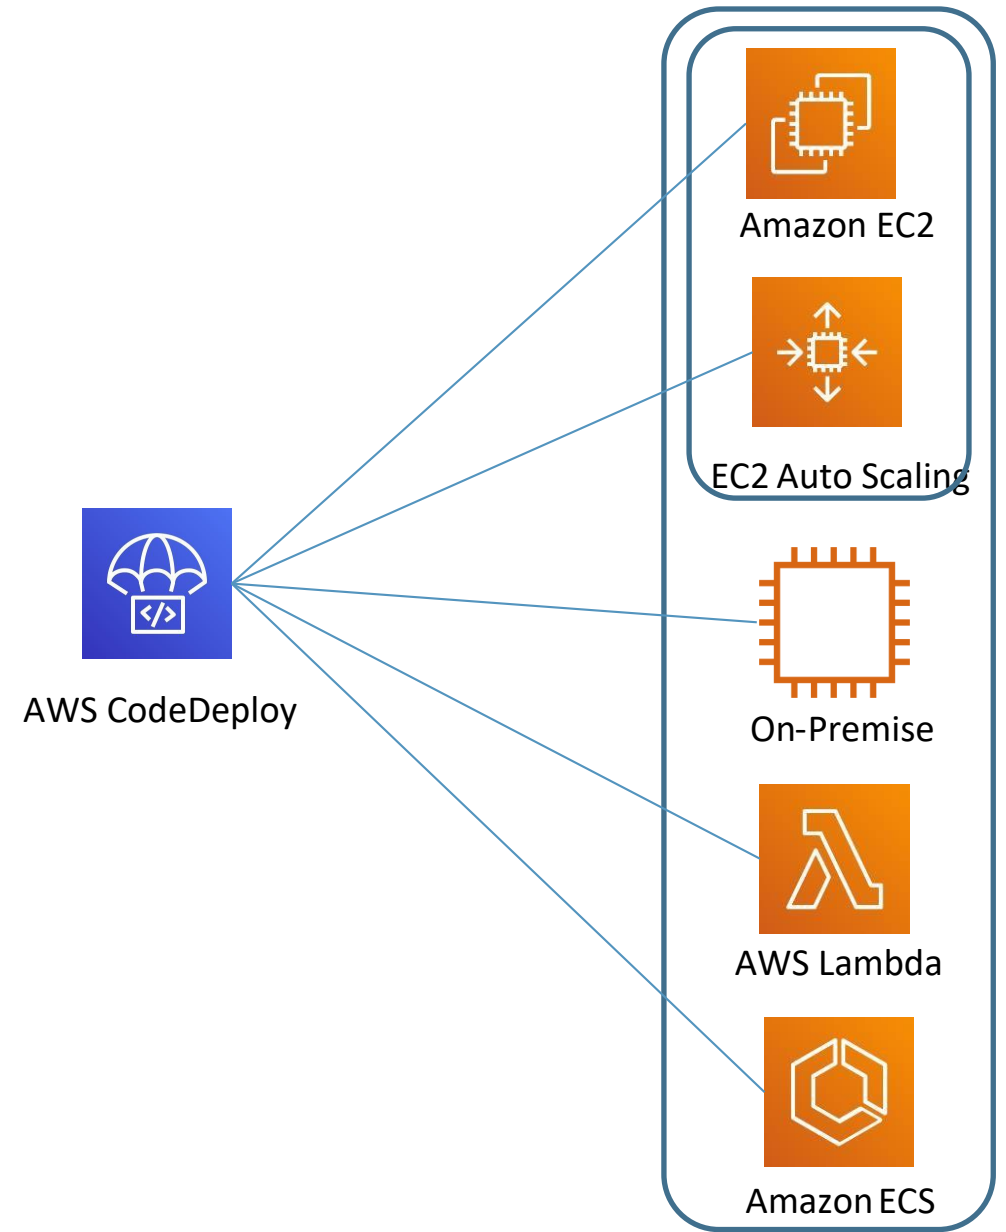 Amazon EC2
EC2 Auto Scaling
</>
AWS CodeDeploy
On-Premise
AWS Lambda
Amazon ECS